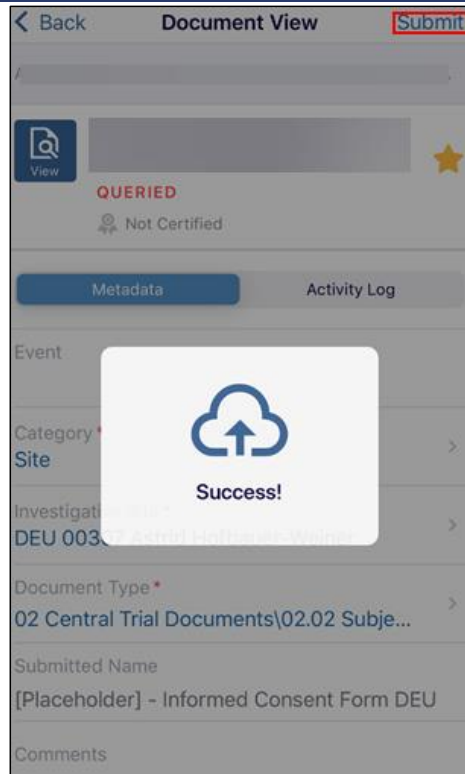 Back Document View Submit
View
QUERIED
Not Certified
Metadata Activity Log
Event
Category *
Site
Success!
DEU
Document Type *
02 Central Trial Documents\02.02 Subje...
Submitted Name
[Placeholder] - Informed Consent Form DEU
Comments